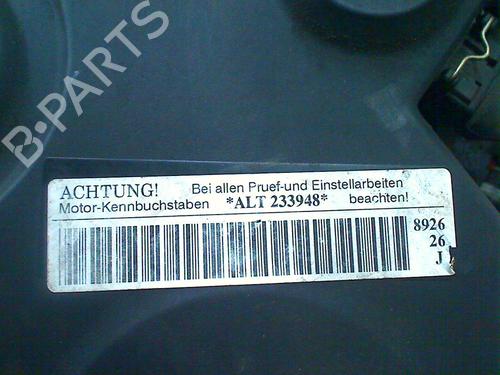 B-PARTS
ACHTUNG! Bei allen Pruef-und Einstellarbeiten
Motor-Kennbuchstaben *ALT 233948* beachten!
8926
26
J